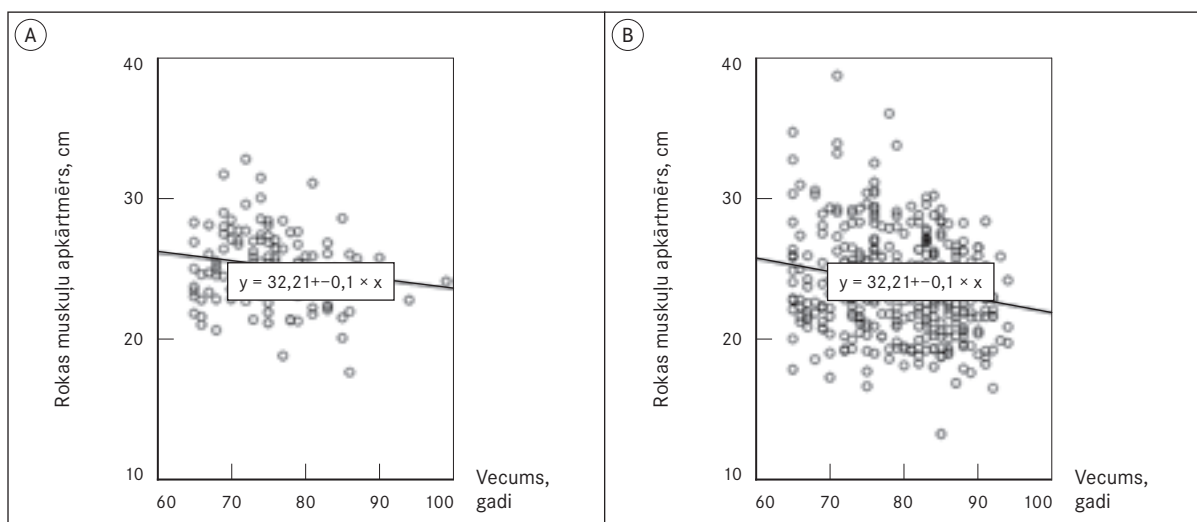 A
40
30
20
10
60
70
80
90
100
Rokas muskuļu apkārtmērs, cm
y = 32,21+−0,1 × x
Vecums,
gadi
B
40
30
20
10
60
70
80
90
100
Rokas muskuļu apkārtmērs, cm
y = 32,21+−0,1 × x
Vecums,
gadi